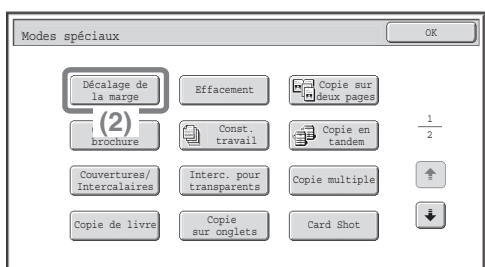 Modes spéciaux
OK
Décalage de
la marge
Effacement
Copie sur
deux pages
(2)
brochure
Const.
travail
Copie en
tandem
1
2
Couvertures/
Intercalaires
Interc. pour
transparents
Copie multiple
Copie de livre
Copie
sur onglets
Card Shot